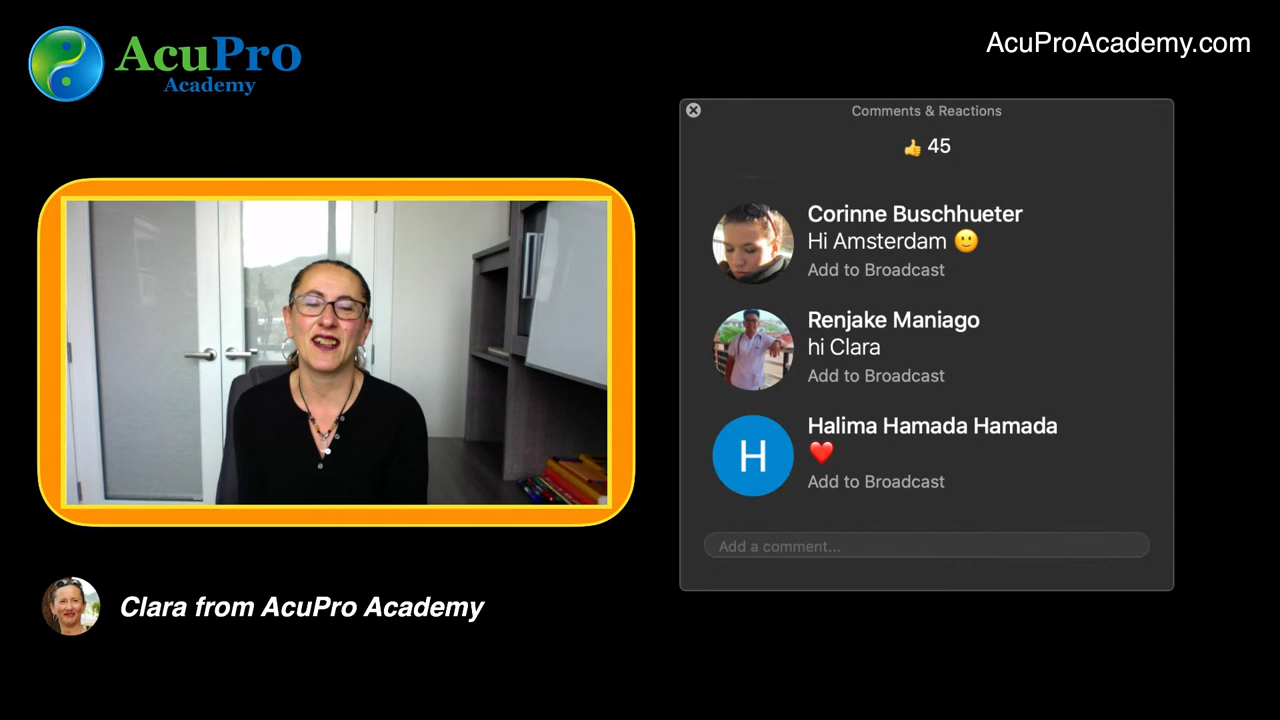 AcuPro
Academy
AcuProAcademy.com
Comments & Reactions
👍 45
Corinne Buschhueter
Hi Amsterdam 🙂
Add to Broadcast
Renjake Maniago
hi Clara
Add to Broadcast
H
Halima Hamada Hamada
❤️
Add to Broadcast
Add a comment...
Clara from AcuPro Academy